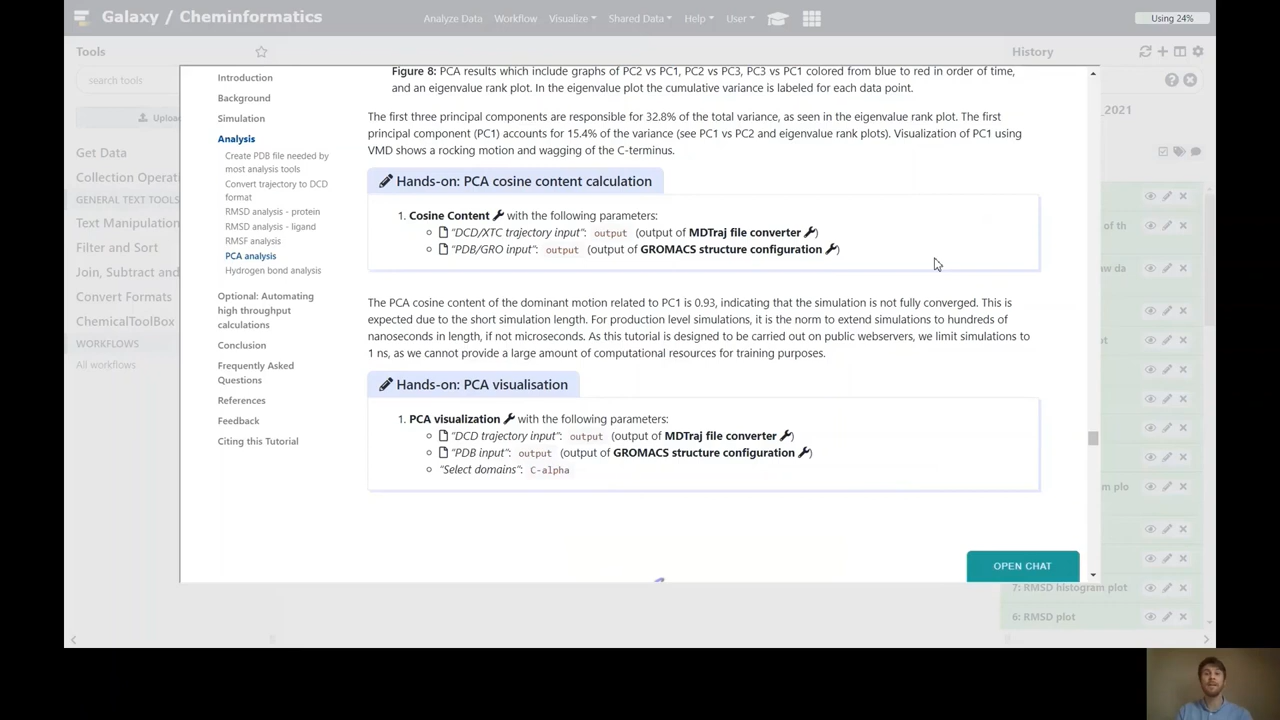 Galaxy / Cheminformatics
Analyze Data Workflow Visualize Shared Data Help User
Using 24%
Tools
search tools
Upload
Get Data
Collection Operati
GENERAL TEXT TOOLS
Text Manipulation
Filter and Sort
Join, Subtract and
Convert Formats
ChemicalToolBox
WORKFLOWS
All workflows
Introduction
Background
Simulation
Analysis
Create PDB file needed by
most analysis tools
Convert trajectory to DCD
format
RMSD analysis - protein
RMSD analysis - ligand
RMSF analysis
PCA analysis
Hydrogen bond analysis
Optional: Automating
high throughput
calculations
Conclusion
Frequently Asked
Questions
References
Feedback
Citing this Tutorial
Figure 8: PCA results which include graphs of PC2 vs PC1, PC2 vs PC3, PC3 vs PC1 colored from blue to red in order of time,
and an eigenvalue rank plot. In the eigenvalue plot the cumulative variance is labeled for each data point.
The first three principal components are responsible for 32.8% of the total variance, as seen in the eigenvalue rank plot. The first
principal component (PC1) accounts for 15.4% of the variance (see PC1 vs PC2 and eigenvalue rank plots). Visualization of PC1 using
VMD shows a rocking motion and wagging of the C-terminus.
Hands-on: PCA cosine content calculation
1. Cosine Content with the following parameters:
"DCD/XTC trajectory input": output (output of MDTraj file converter )
"PDB/GRO input": output (output of GROMACS structure configuration )
The PCA cosine content of the dominant motion related to PC1 is 0.93, indicating that the simulation is not fully converged. This is
expected due to the short simulation length. For production level simulations, it is the norm to extend simulations to hundreds of
nanoseconds in length, if not microseconds. As this tutorial is designed to be carried out on public webservers, we limit simulations to
1 ns, as we cannot provide a large amount of computational resources for training purposes.
Hands-on: PCA visualisation
1. PCA visualization with the following parameters:
"DCD trajectory input": output (output of MDTraj file converter )
"PDB input": output (output of GROMACS structure configuration )
"Select domains": C-alpha
OPEN CHAT
History
_2021
of th
aw da
ot
m plo
7: RMSD histogram plot
6: RMSD plot